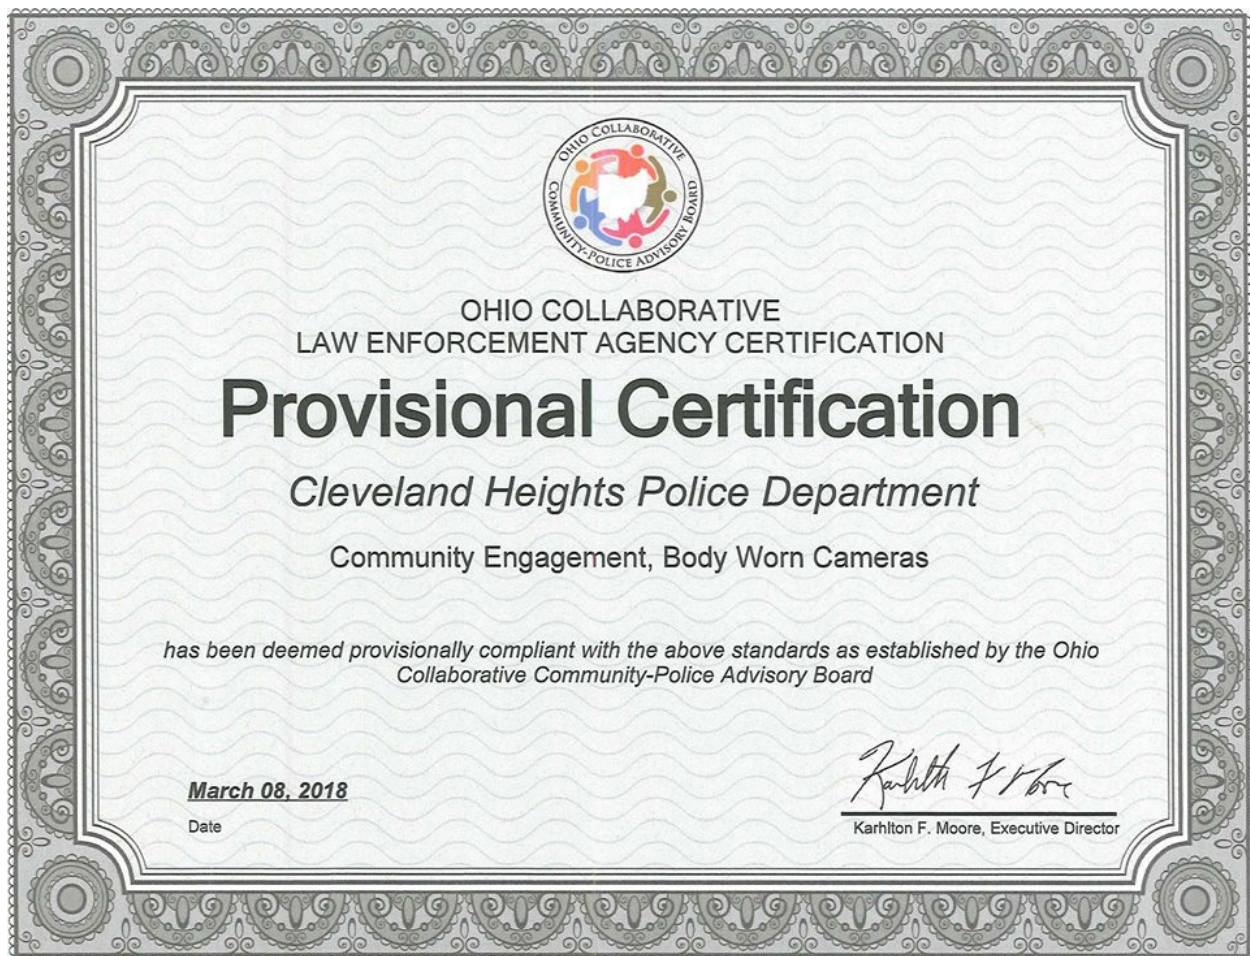 OHIO COLLABORATIVE
COMMUNITY-POLICE ADVISORY BOARD
OHIO COLLABORATIVE
LAW ENFORCEMENT AGENCY CERTIFICATION
Provisional Certification
Cleveland Heights Police Department
Community Engagement, Body Worn Cameras
has been deemed provisionally compliant with the above standards as established by the Ohio
Collaborative Community-Police Advisory Board
March 08, 2018
Date
Karhlton F. Moore, Executive Director